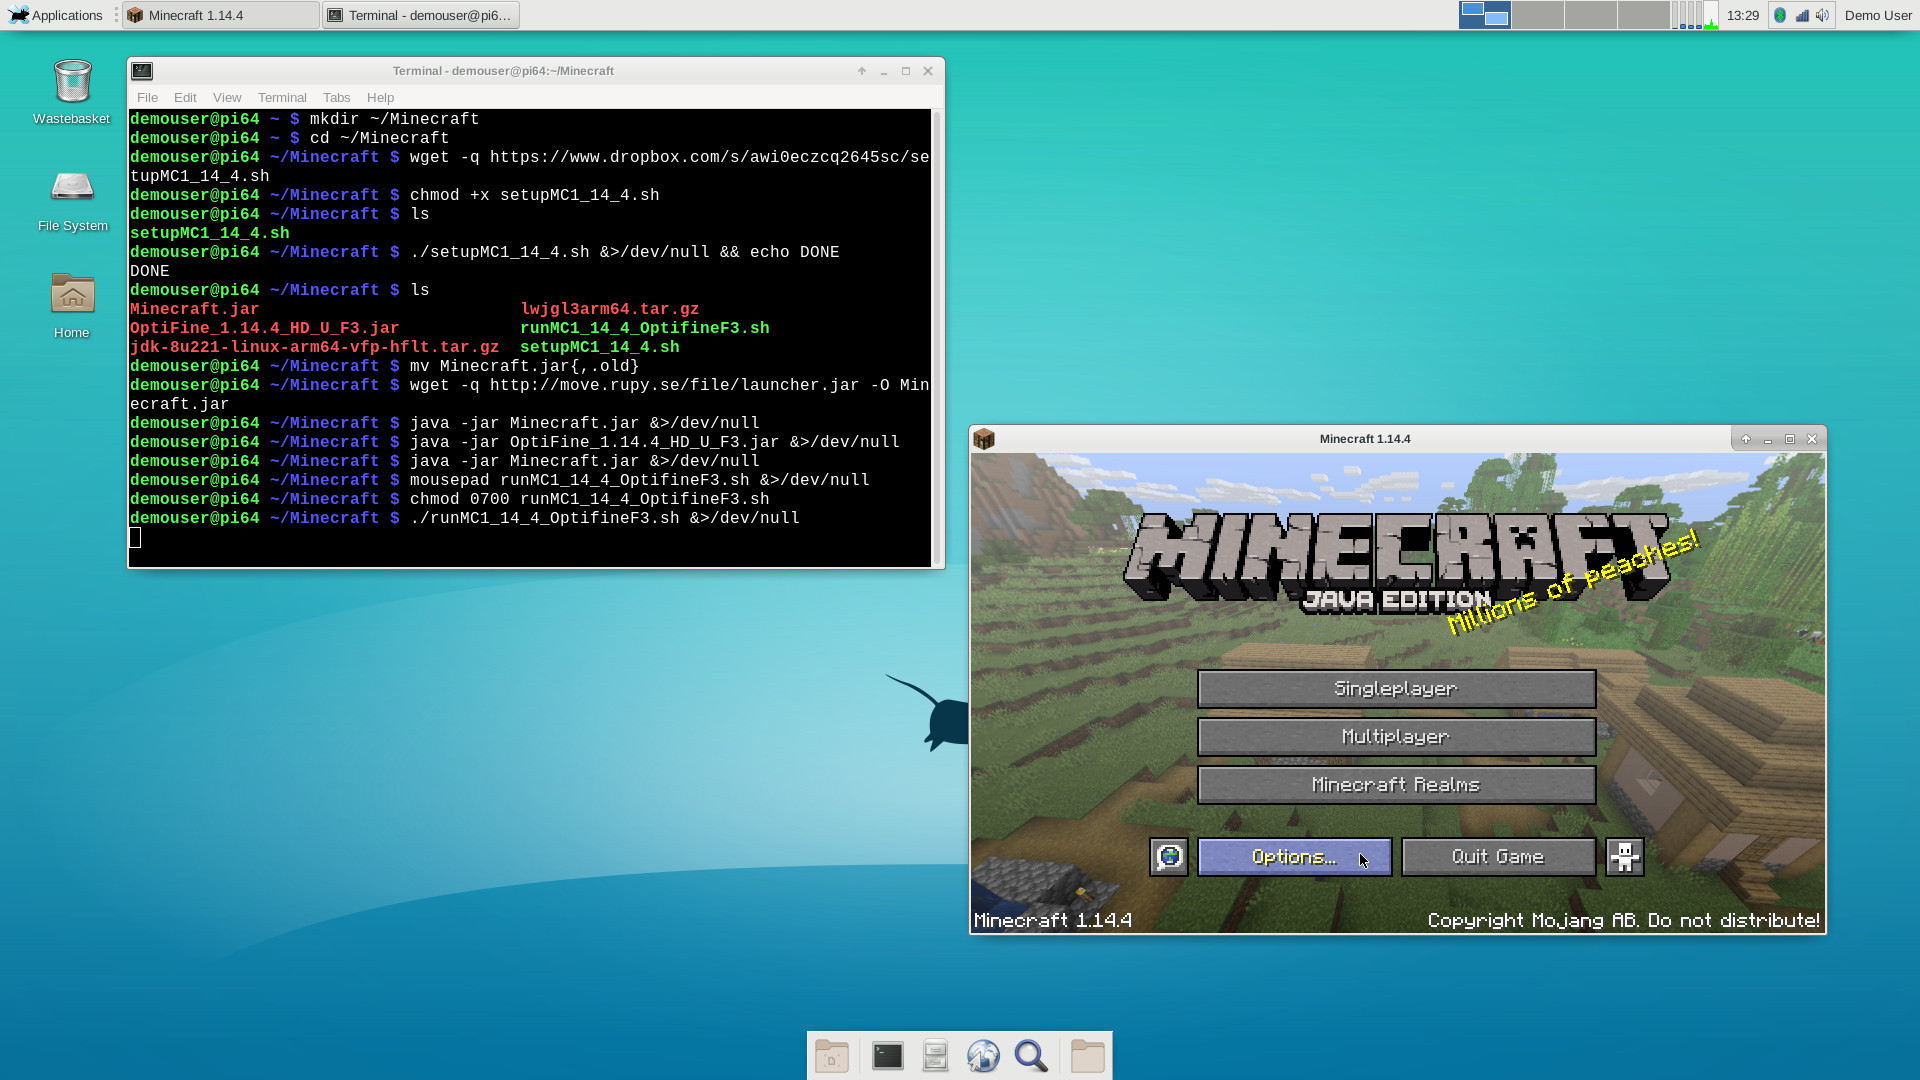 Applications
Minecraft 1.14.4
Terminal - demouser@pi6...
13:29
Demo User
Wastebasket
File System
Home
Terminal - demouser@pi64:~/Minecraft
File Edit View Terminal Tabs Help
demouser@pi64 ~ $ mkdir ~/Minecraft
demouser@pi64 ~ $ cd ~/Minecraft
demouser@pi64 ~/Minecraft $ wget -q https://www.dropbox.com/s/awi0eczcq2645sc/se
tupMC1_14_4.sh
demouser@pi64 ~/Minecraft $ chmod +x setupMC1_14_4.sh
demouser@pi64 ~/Minecraft $ ls
setupMC1_14_4.sh
demouser@pi64 ~/Minecraft $ ./setupMC1_14_4.sh &>/dev/null && echo DONE
DONE
demouser@pi64 ~/Minecraft $ ls
Minecraft.jar lwjgl3arm64.tar.gz
OptiFine_1.14.4_HD_U_F3.jar runMC1_14_4_OptifineF3.sh
jdk-8u221-linux-arm64-vfp-hflt.tar.gz setupMC1_14_4.sh
demouser@pi64 ~/Minecraft $ mv Minecraft.jar{,.old}
demouser@pi64 ~/Minecraft $ wget -q http://move.rupy.se/file/launcher.jar -O Min
ecraft.jar
demouser@pi64 ~/Minecraft $ java -jar Minecraft.jar &>/dev/null
demouser@pi64 ~/Minecraft $ java -jar OptiFine_1.14.4_HD_U_F3.jar &>/dev/null
demouser@pi64 ~/Minecraft $ java -jar Minecraft.jar &>/dev/null
demouser@pi64 ~/Minecraft $ mousepad runMC1_14_4_OptifineF3.sh &>/dev/null
demouser@pi64 ~/Minecraft $ chmod 0700 runMC1_14_4_OptifineF3.sh
demouser@pi64 ~/Minecraft $ ./runMC1_14_4_OptifineF3.sh &>/dev/null
Minecraft 1.14.4
MINECRAFT
JAVA EDITION
Millions of peaches!
Singleplayer
Multiplayer
Minecraft Realms
Options...
Quit Game
Minecraft 1.14.4
Copyright Mojang AB. Do not distribute!